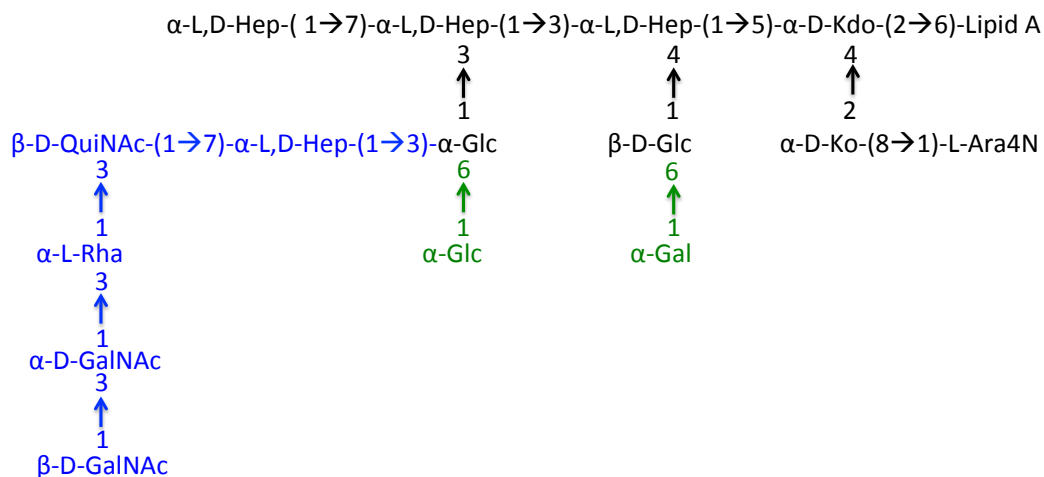 α-L,D-Hep-( 1→7)-α-L,D-Hep-(1→3)-α-L,D-Hep-(1→5)-α-D-Kdo-(2→6)-Lipid A
3 4 4
1 1 2
β-D-QuiNAc-(1→7)-α-L,D-Hep-(1→3)-α-Glc β-D-Glc α-D-Ko-(8→1)-L-Ara4N
3 6 6
1 1 1
α-L-Rha α-Glc α-Gal
3
1
α-D-GalNAc
3
1
β-D-GalNAc